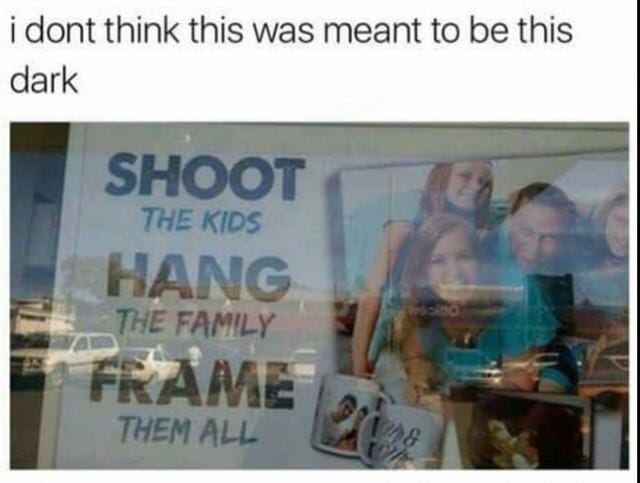 i dont think this was meant to be this
dark
SHOOT
THE KIDS
HANG
THE FAMILY
FRAME
THEM ALL